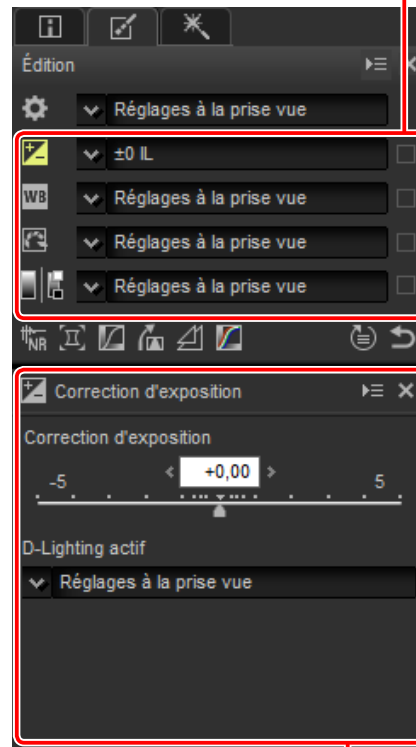 Édition
Réglages à la prise vue
±0 IL
WB Réglages à la prise vue
Réglages à la prise vue
Réglages à la prise vue
NR
Correction d'exposition
Correction d'exposition
-5 +0,00 5
D-Lighting actif
Réglages à la prise vue